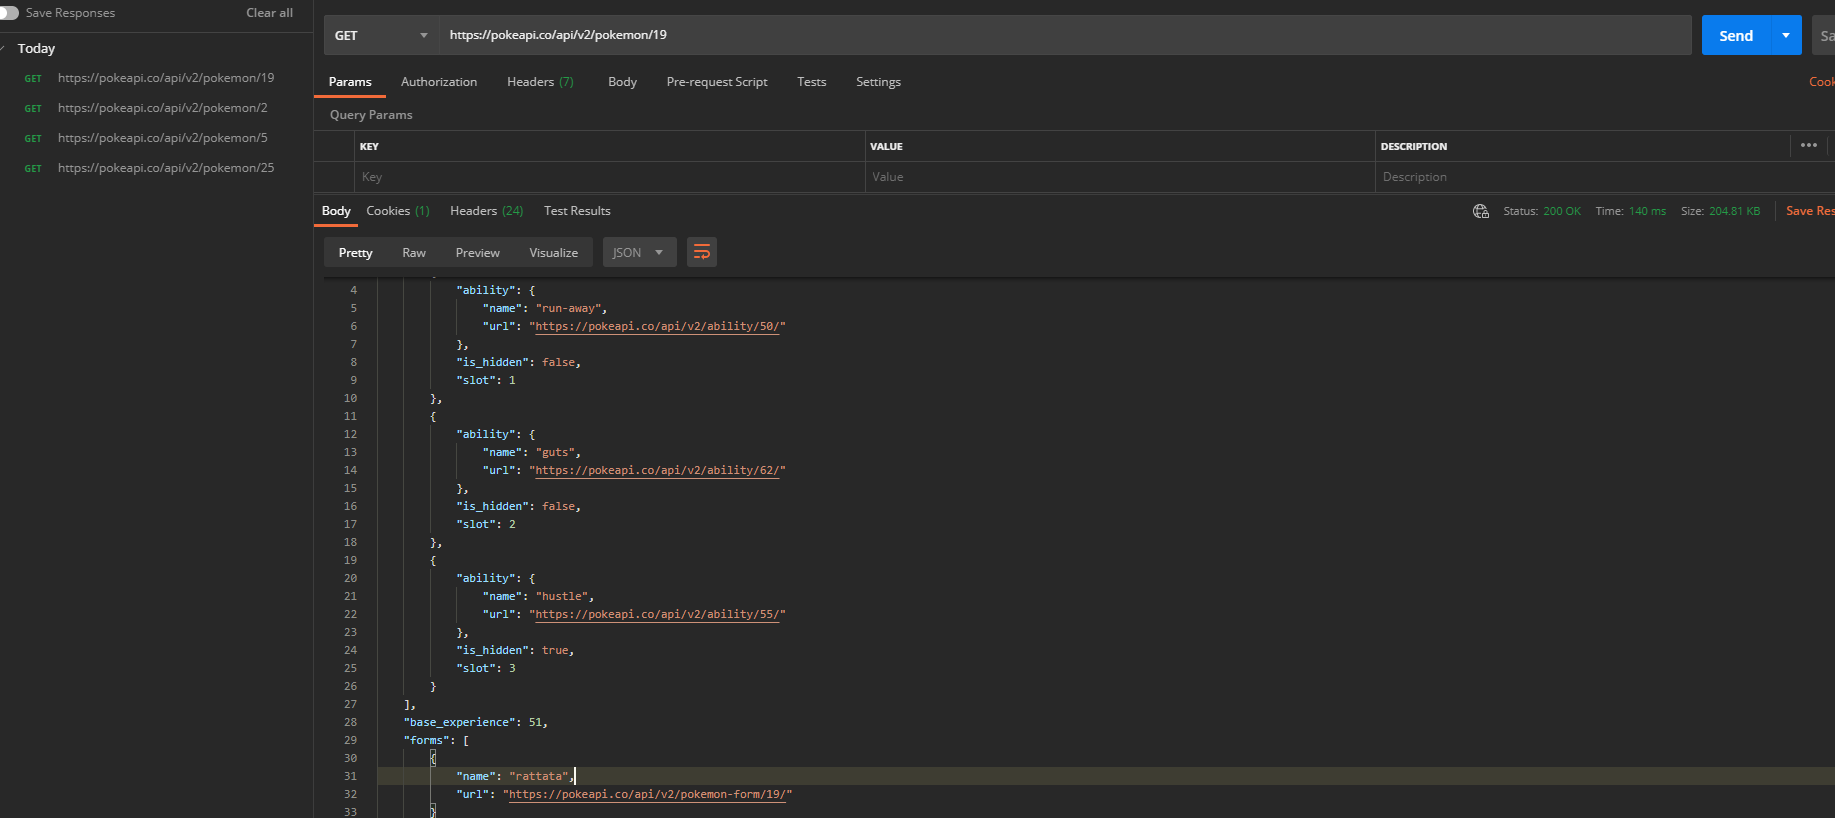 Save Responses
Clear all
Today
GET https://pokeapi.co/api/v2/pokemon/19
GET https://pokeapi.co/api/v2/pokemon/2
GET https://pokeapi.co/api/v2/pokemon/5
GET https://pokeapi.co/api/v2/pokemon/25
GET https://pokeapi.co/api/v2/pokemon/19 Send Sa
Params Authorization Headers (7) Body Pre-request Script Tests Settings Cook
Query Params
KEY VALUE DESCRIPTION
Key Value Description
Body Cookies (1) Headers (24) Test Results Status: 200 OK Time: 140 ms Size: 204.81 KB Save Res
Pretty Raw Preview Visualize JSON
4 "ability": {
5 "name": "run-away",
6 "url": "https://pokeapi.co/api/v2/ability/50/"
7 },
8 "is_hidden": false,
9 "slot": 1
10 },
11 {
12 "ability": {
13 "name": "guts",
14 "url": "https://pokeapi.co/api/v2/ability/62/"
15 },
16 "is_hidden": false,
17 "slot": 2
18 },
19 {
20 "ability": {
21 "name": "hustle",
22 "url": "https://pokeapi.co/api/v2/ability/55/"
23 },
24 "is_hidden": true,
25 "slot": 3
26 }
27 ],
28 "base_experience": 51,
29 "forms": [
30 {
31 "name": "rattata",
32 "url": "https://pokeapi.co/api/v2/pokemon-form/19/"
33 }